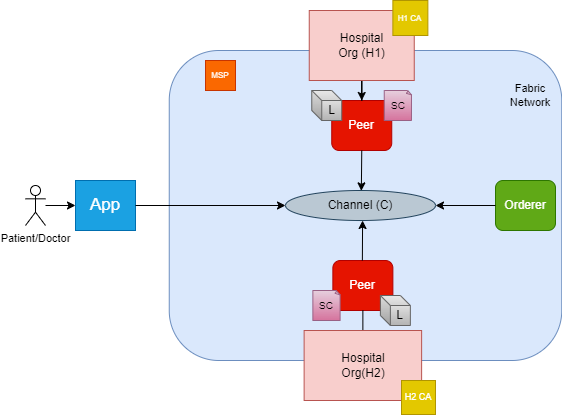 H1 CA
Hospital
Org (H1)
MSP
Fabric
Network
L
SC
Peer
App
Channel (C)
Orderer
Patient/Doctor
Peer
SC
L
Hospital
Org(H2)
H2 CA